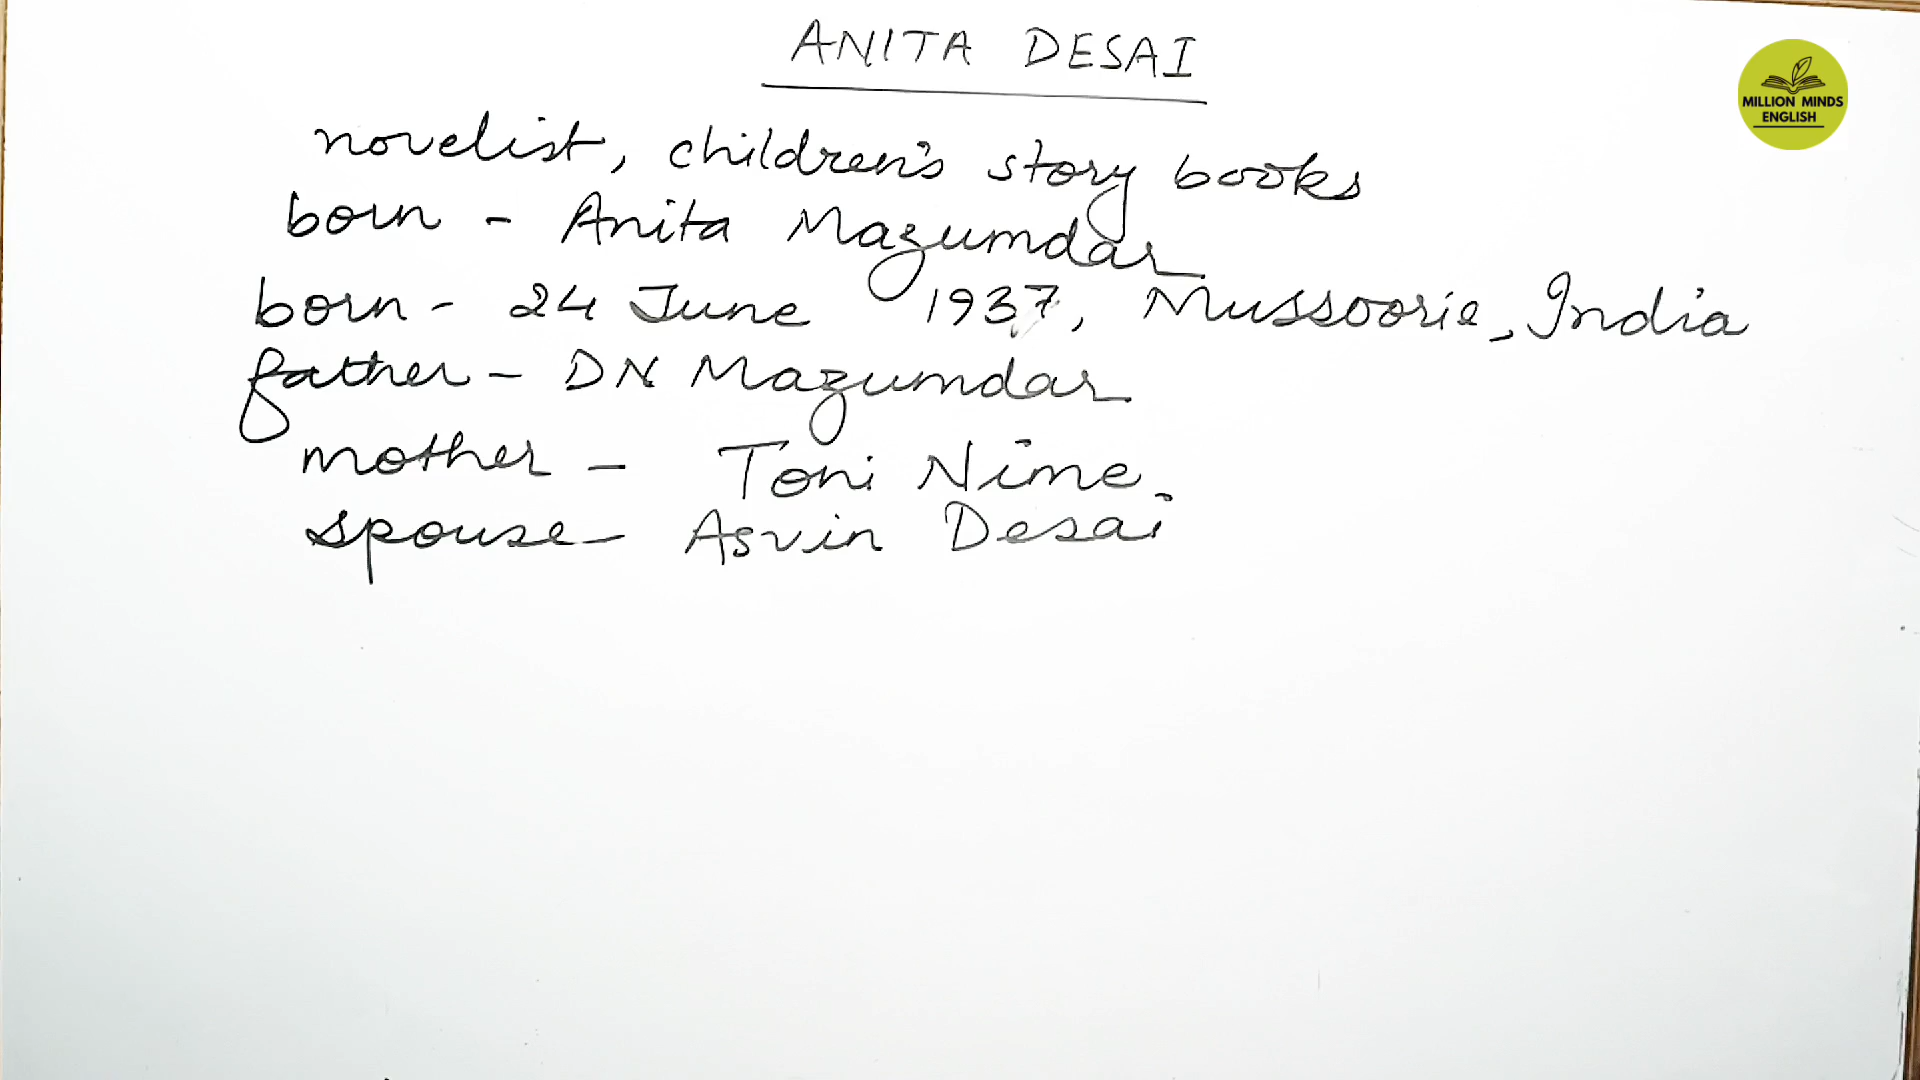 ANITA DESAI
MILLION MINDS
ENGLISH
novelist, children's story books
born - Anita Mazumdar
born - 24 June 1937, Mussoorie, India
father - DN Mazumdar
mother - Toni Nime
spouse - Asvin Desai